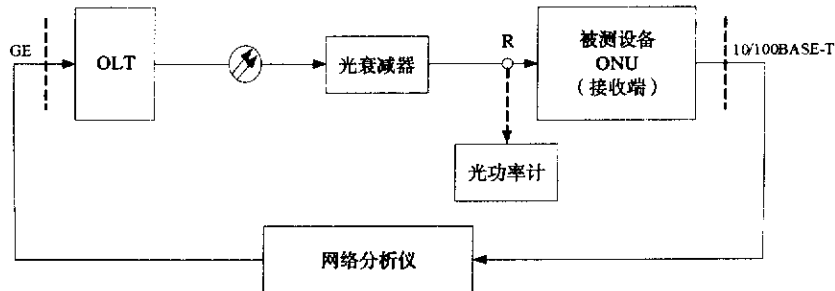 GE
OLT
光衰减器
R
被测设备
ONU
（接收端）
10/100BASE-T
光功率计
网络分析仪